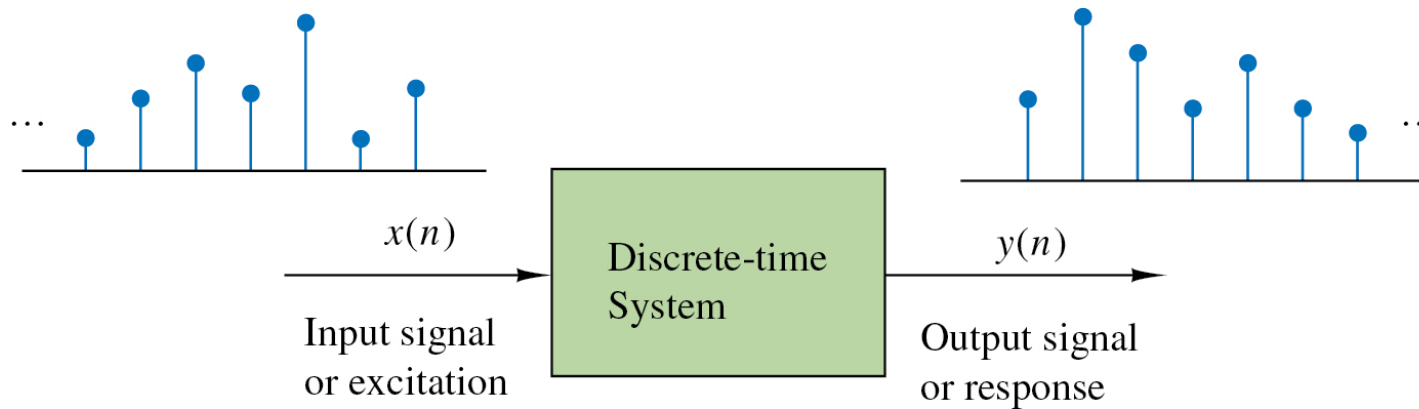 ...
x(n)
Discrete-time
System
y(n)
Input signal
or excitation
Output signal
or response
..